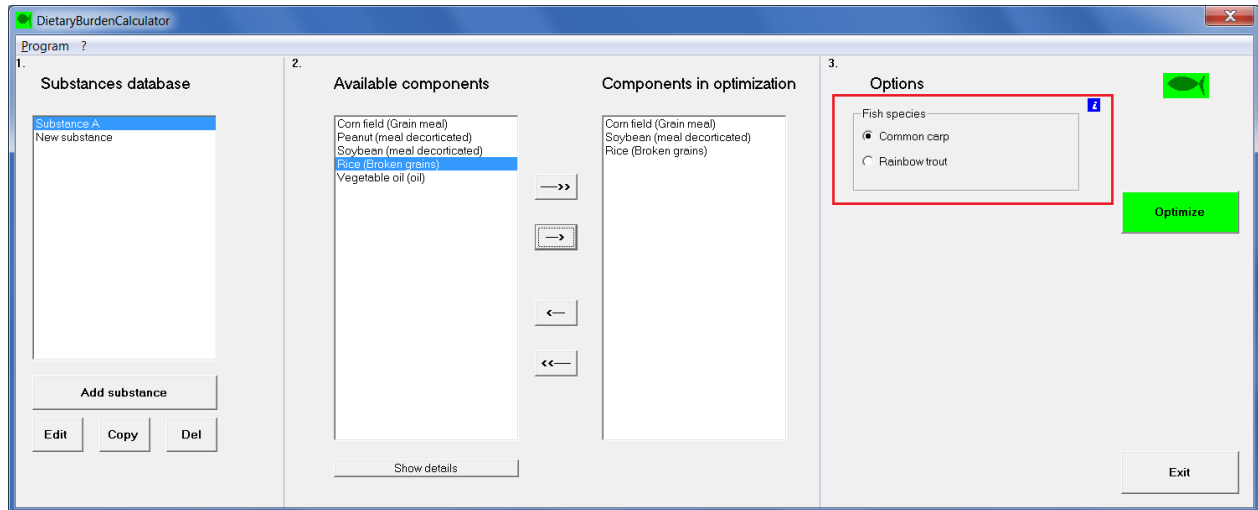 DietaryBurdenCalculator
X
Program ?
1.
Substances database
Substance A
New substance
Add substance
Edit
Copy
Del
2.
Available components
Corn field (Grain meal)
Peanut (meal decorticated)
Soybean (meal decorticated)
Rice (Broken grains)
Vegetable oil (oil)
Show details
—>>
—>
<—
<<—
Components in optimization
Corn field (Grain meal)
Soybean (meal decorticated)
Rice (Broken grains)
3.
Options
i
Fish species
Common carp
Rainbow trout
Optimize
Exit